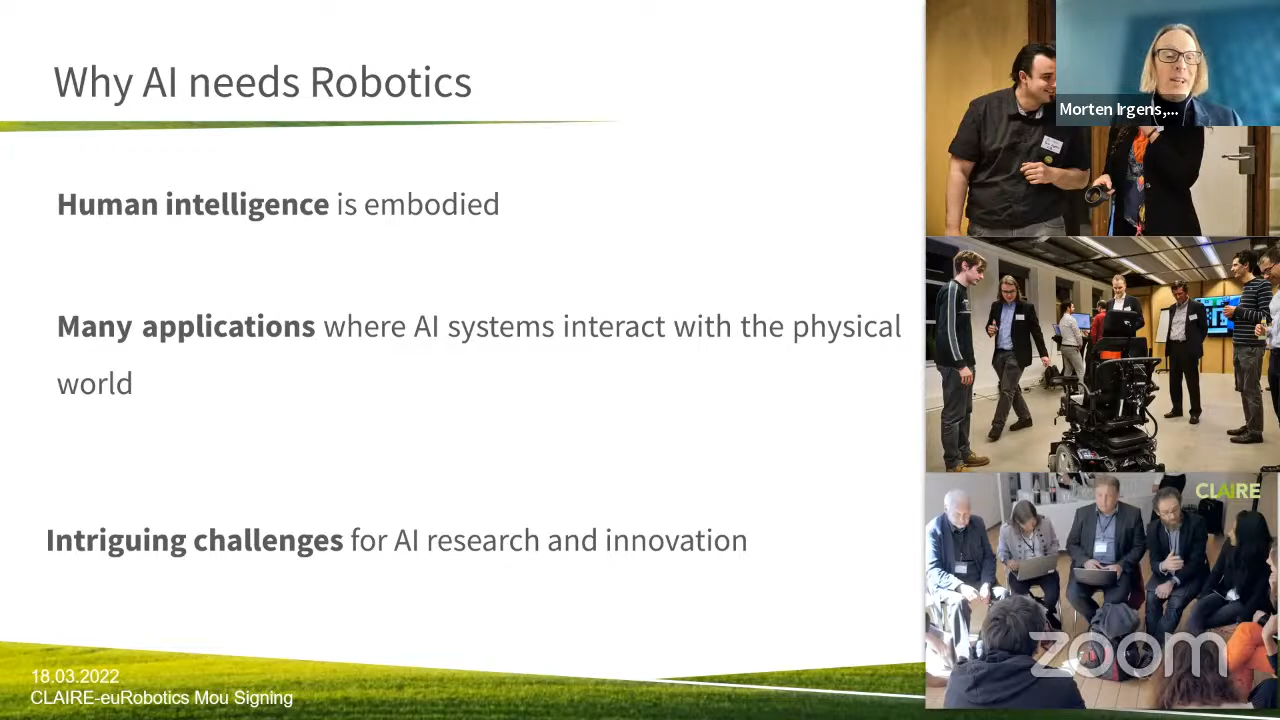 Why AI needs Robotics
Morten Irgens,...
Human intelligence is embodied
Many applications where AI systems interact with the physical
world
CLAIRE
Intriguing challenges for AI research and innovation
zoom
18.03.2022
CLAIRE-euRobotics Mou Signing